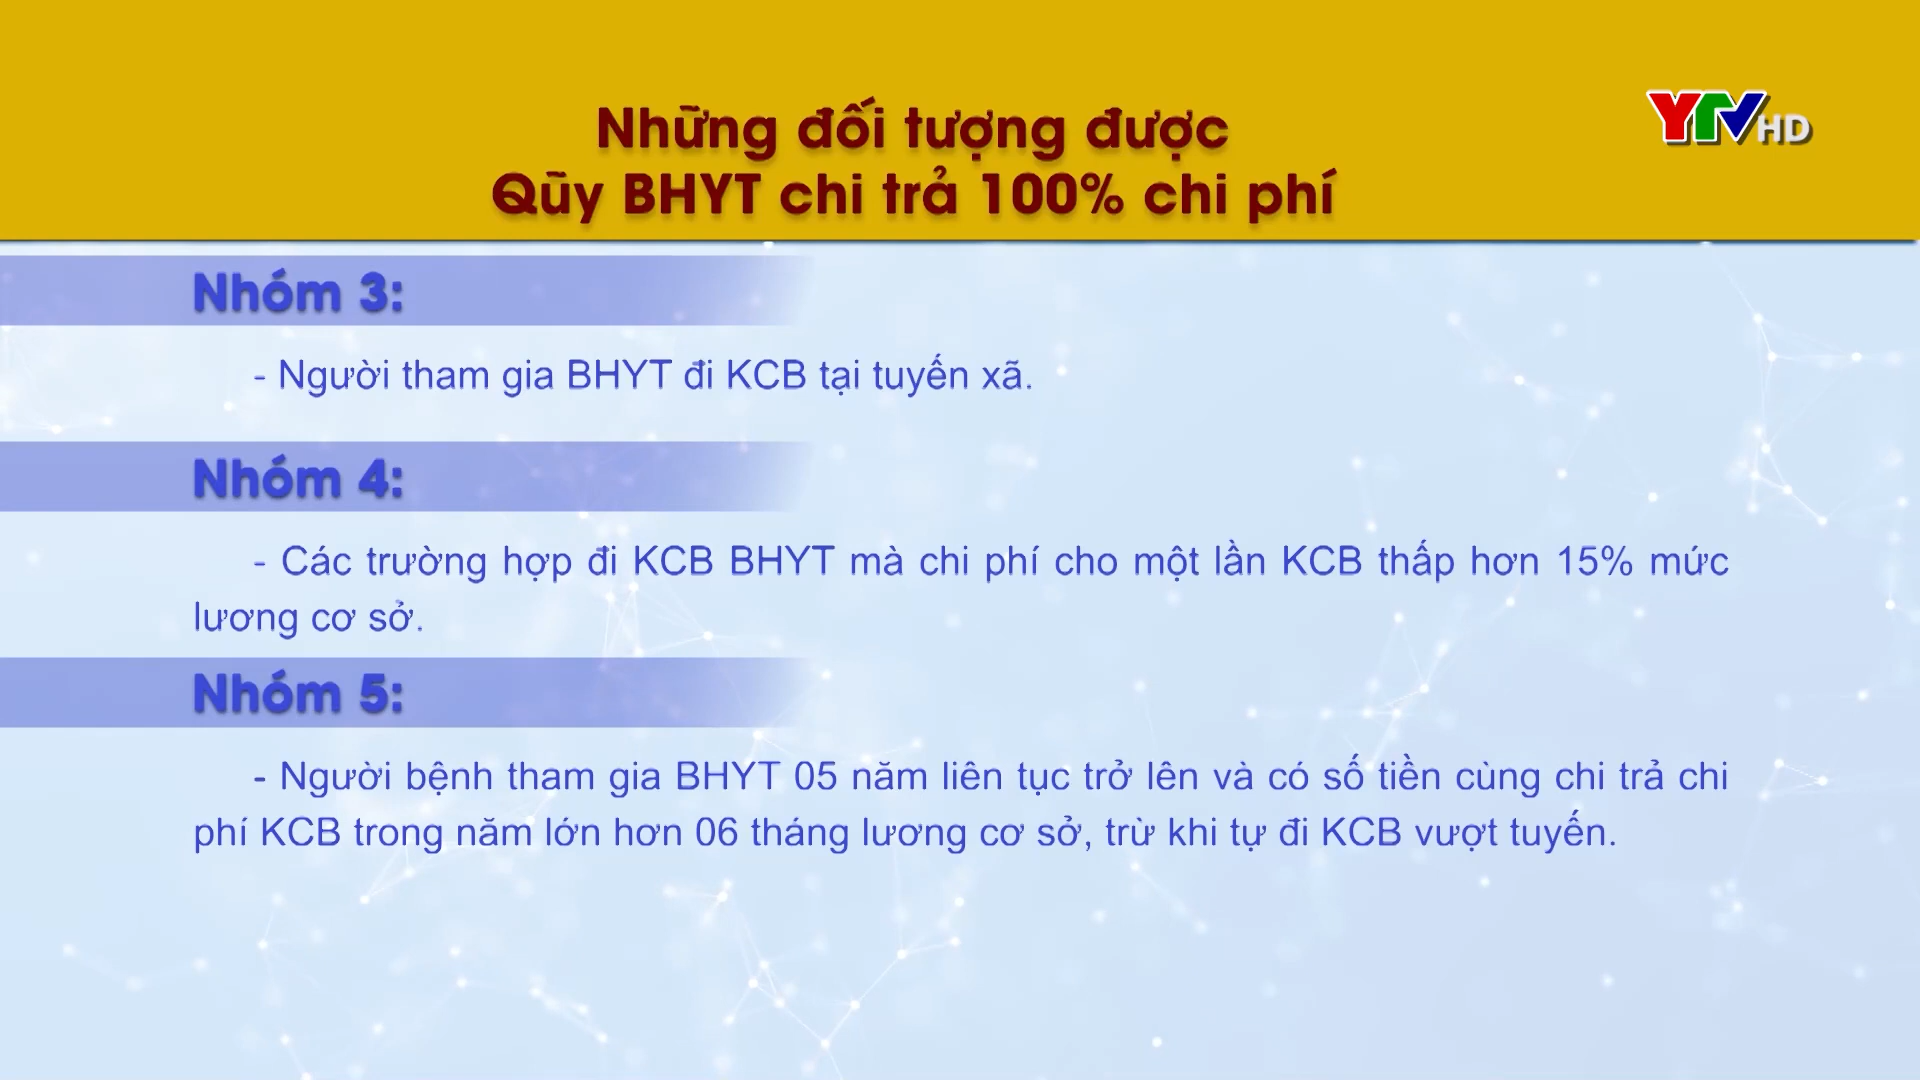 Những đối tượng được
Qũy BHYT chi trả 100% chi phí
YTV HD
Nhóm 3:
- Người tham gia BHYT đi KCB tại tuyến xã.
Nhóm 4:
- Các trường hợp đi KCB BHYT mà chi phí cho một lần KCB thấp hơn 15% mức
lương cơ sở.
Nhóm 5:
- Người bệnh tham gia BHYT 05 năm liên tục trở lên và có số tiền cùng chi trả chi
phí KCB trong năm lớn hơn 06 tháng lương cơ sở, trừ khi tự đi KCB vượt tuyến.